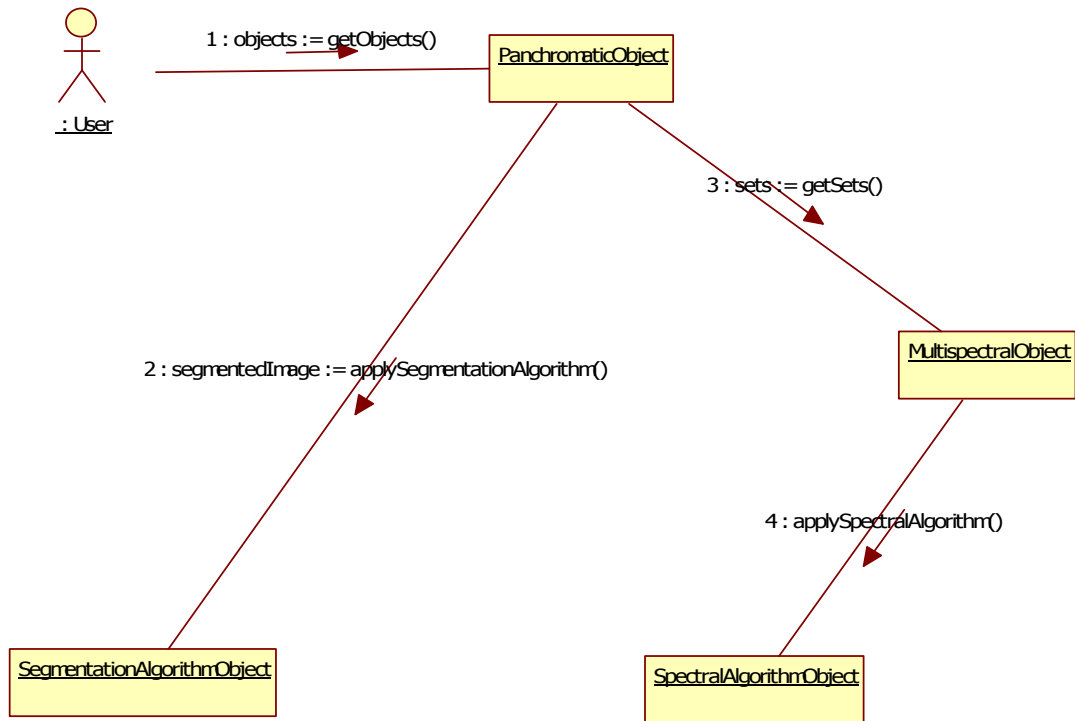 1 : objects := getObjects()
PanchromaticObject
: User
3 : sets := getSets()
MultispectralObject
2 : segmentedImage := applySegmentationAlgorithm()
4 : applySpectralAlgorithm()
SegmentationAlgorithmObject
SpectralAlgorithmObject